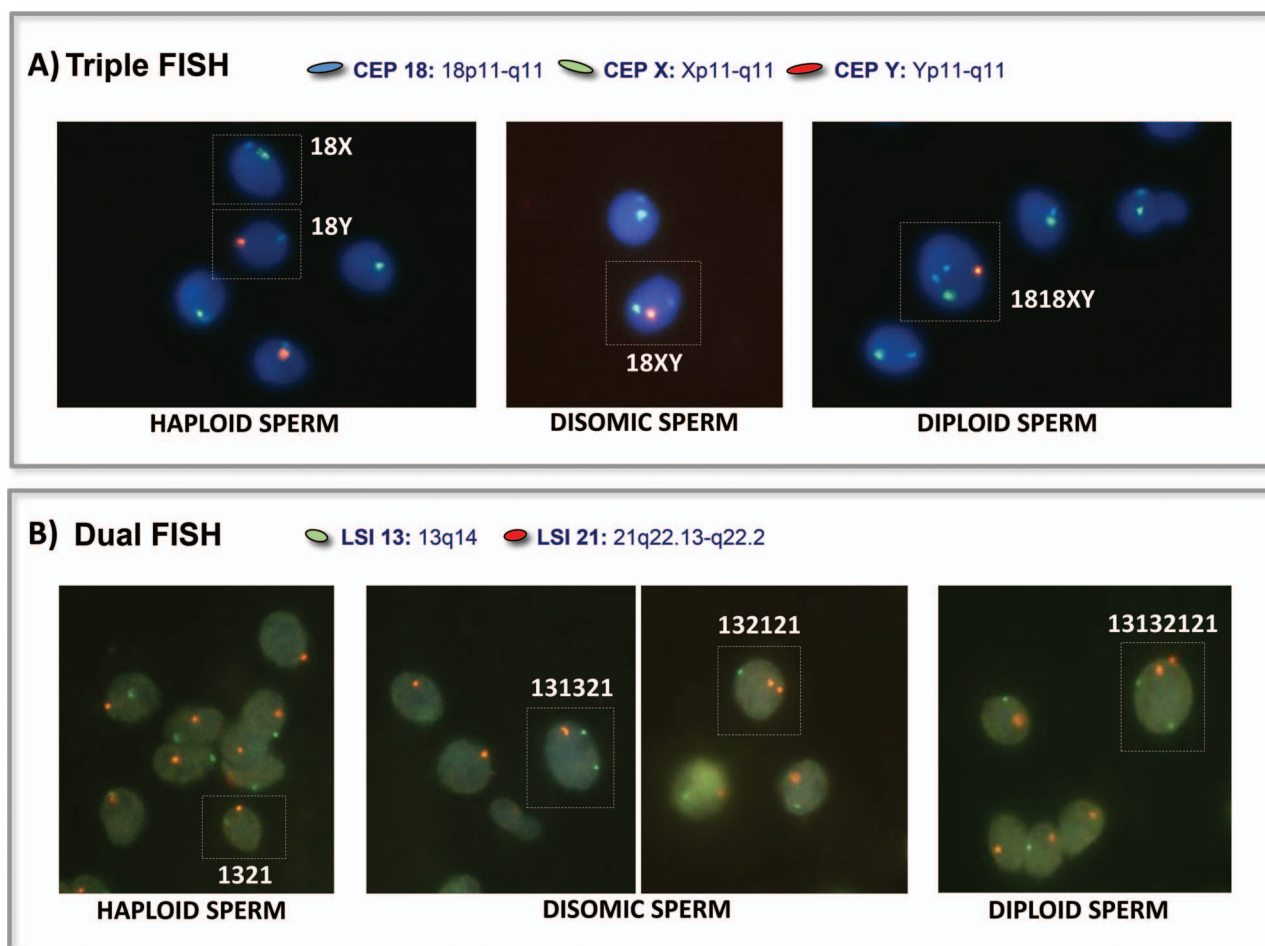 A) Triple FISH
CEP 18: 18p11-q11 CEP X: Xp11-q11 CEP Y: Yp11-q11
18X
18Y
18XY
1818XY
HAPLOID SPERM DISOMIC SPERM DIPLOID SPERM
B) Dual FISH
LSI 13: 13q14 LSI 21: 21q22.13-q22.2
1321
131321
132121
13132121
HAPLOID SPERM DISOMIC SPERM DIPLOID SPERM